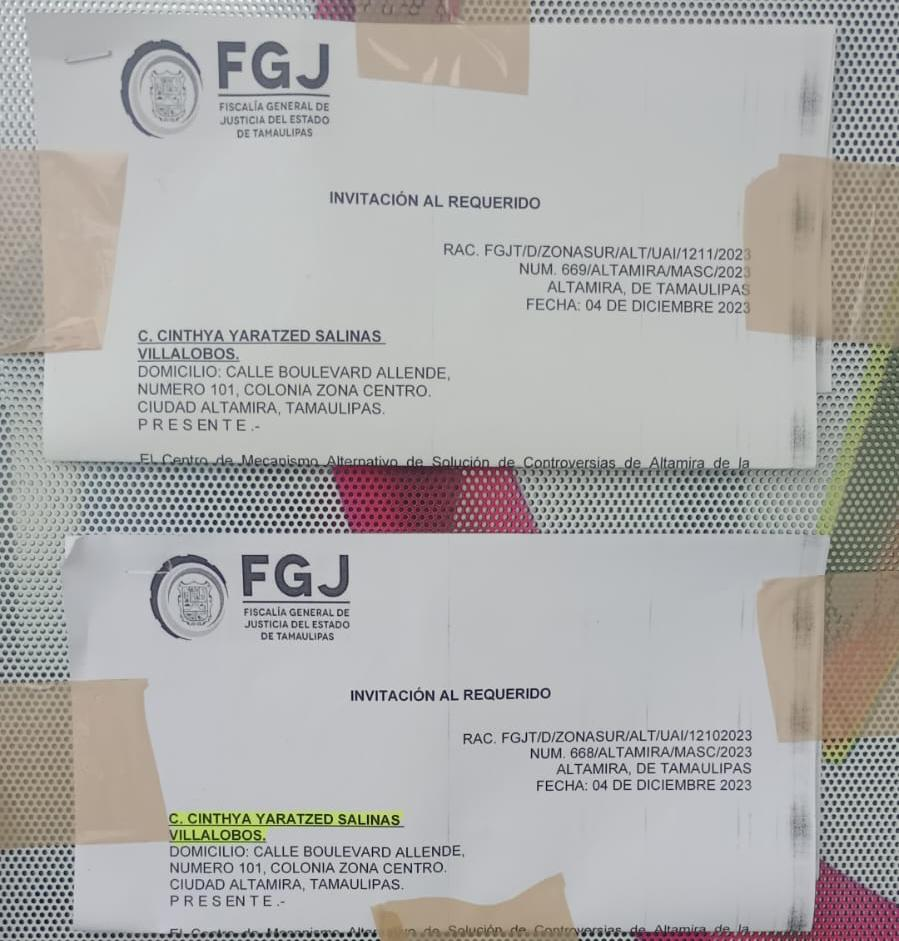 FGJ
FISCALÍA GENERAL DE
JUSTICIA DEL ESTADO
DE TAMAULIPAS
INVITACIÓN AL REQUERIDO
RAC. FGJT/D/ZONASUR/ALT/UAI/1211/2023
NUM. 669/ALTAMIRA/MASC/2023
ALTAMIRA, DE TAMAULIPAS
FECHA: 04 DE DICIEMBRE 2023
C. CINTHYA YARATZED SALINAS
VILLALOBOS.
DOMICILIO: CALLE BOULEVARD ALLENDE,
NUMERO 101, COLONIA ZONA CENTRO.
CIUDAD ALTAMIRA, TAMAULIPAS.
P R E S E N T E .-
El Centro de Mecanismo Alternativo de Solución de Controversias de Altamira de la
FGJ
FISCALÍA GENERAL DE
JUSTICIA DEL ESTADO
DE TAMAULIPAS
INVITACIÓN AL REQUERIDO
RAC. FGJT/D/ZONASUR/ALT/UAI/12102023
NUM. 668/ALTAMIRA/MASC/2023
ALTAMIRA, DE TAMAULIPAS
FECHA: 04 DE DICIEMBRE 2023
C. CINTHYA YARATZED SALINAS
VILLALOBOS.
DOMICILIO: CALLE BOULEVARD ALLENDE,
NUMERO 101, COLONIA ZONA CENTRO.
CIUDAD ALTAMIRA, TAMAULIPAS.
P R E S E N T E .-
El Centro de Mecanismo de Solución de Controversias de Altamira de la